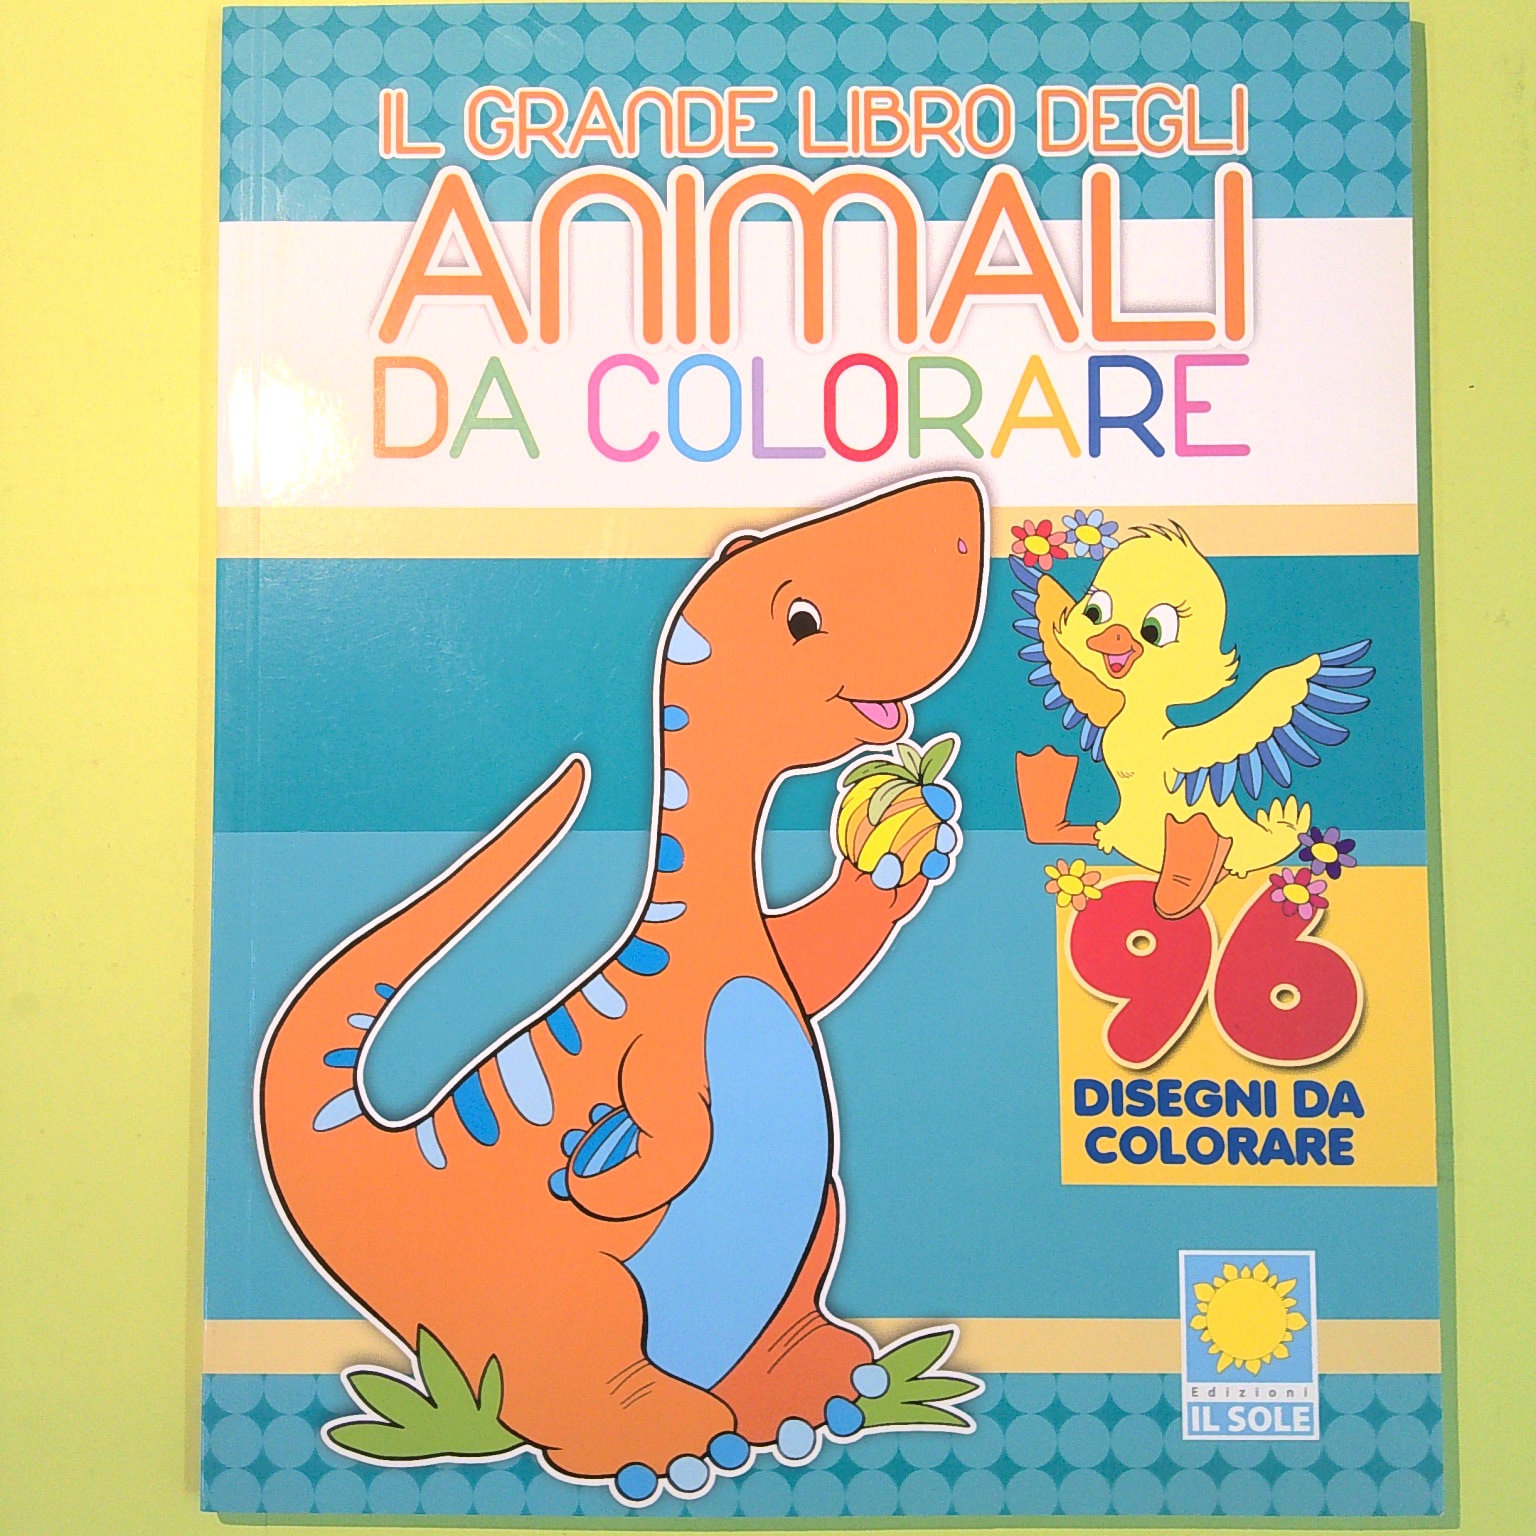 IL GRANDE LIBRO DEGLI
ANIMALI
DA COLORARE
96
DISEGNI DA
COLORARE
Edizioni
IL SOLE